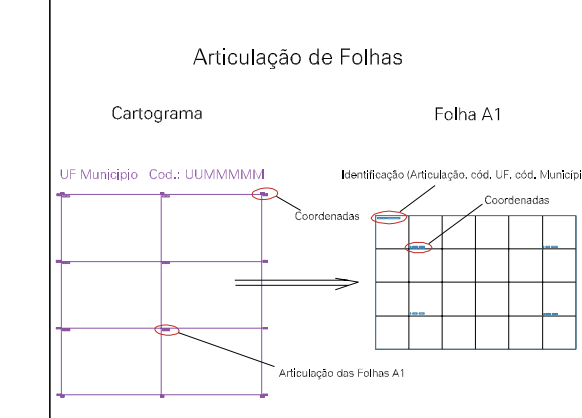 Articulação de Folhas
Cartograma
Folha A1
UF Municipio Cod.: UUMMMMM
Identificação (Articulação, cód. UF, cód. Municípi
Coordenadas
Coordenadas
Articulação das Folhas A1